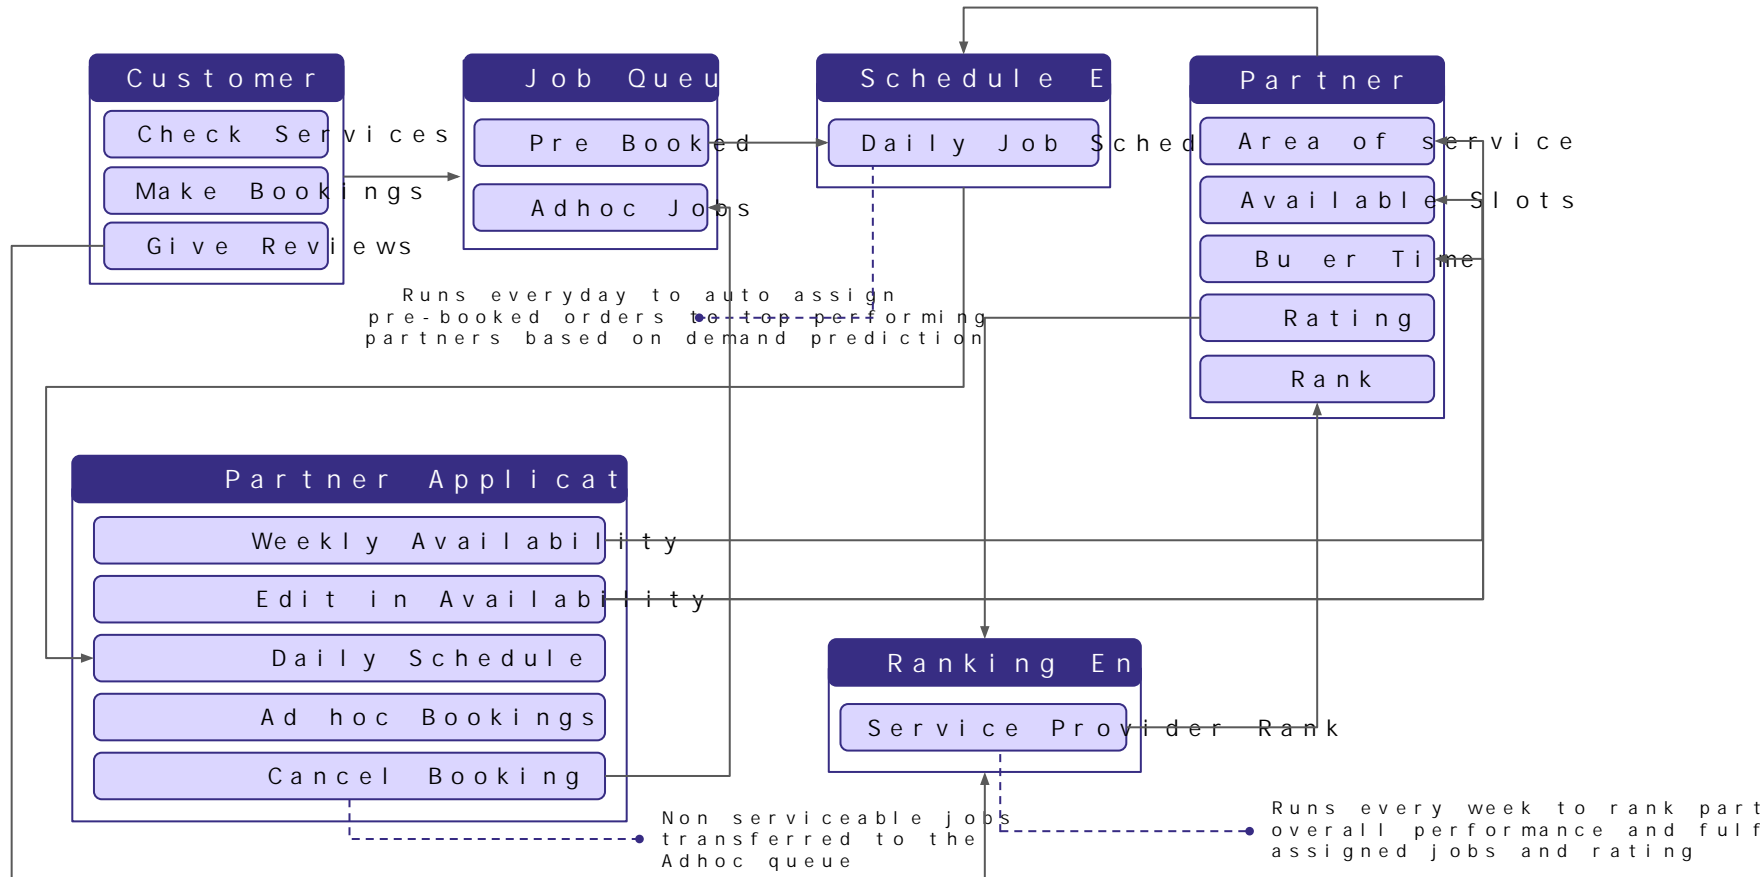 Customer
Check Services
Make Bookings
Give Reviews
Job Queu
Pre Booked
Adhoc Jobs
Schedule E
Daily Job Sched
Partner
Area of service
Available Slots
Bu er Time
Rating
Rank
Runs everyday to auto assign
pre-booked orders to top performing
partners based on demand prediction
Partner Applicat
Weekly Availability
Edit in Availability
Daily Schedule
Ad hoc Bookings
Cancel Booking
Ranking En
Service Provider Rank
Non serviceable jobs
transferred to the
Adhoc queue
Runs every week to rank part
overall performance and fulf
assigned jobs and rating